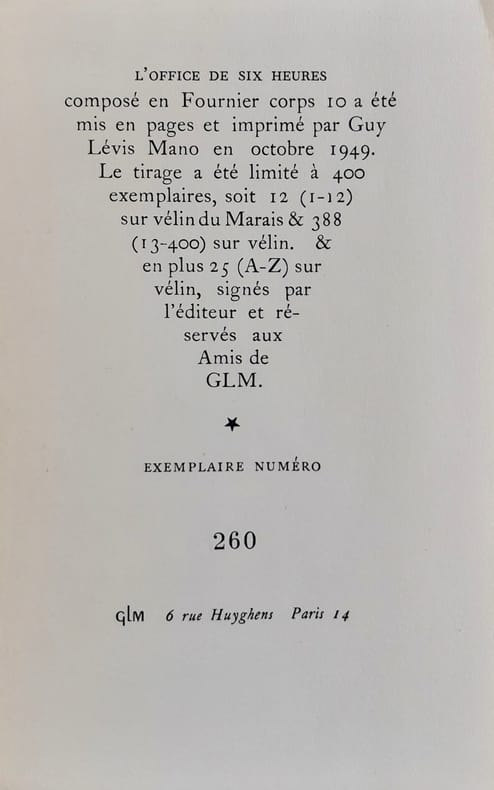 L'OFFICE DE SIX HEURES
composé en Fournier corps 10 a été
mis en pages et imprimé par Guy
Lévis Mano en octobre 1949.
Le tirage a été limité à 400
exemplaires, soit 12 (1-12)
sur vélin du Marais & 388
(13-400) sur vélin. &
en plus 25 (A-Z) sur
vélin, signés par
l'éditeur et ré-
servés aux
Amis de
GLM.
★
EXEMPLAIRE NUMÉRO
260
GLM 6 rue Huyghens Paris 14